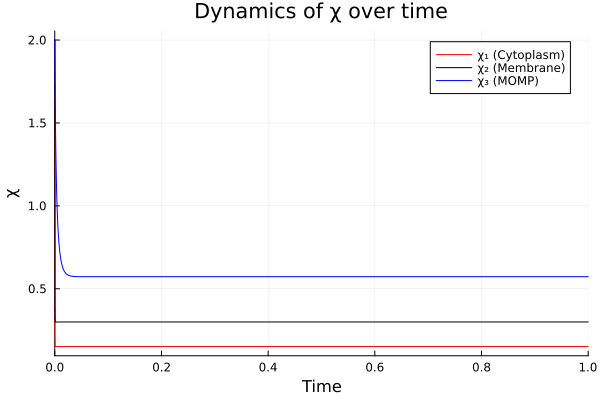 Dynamics of χ over time
χ₁ (Cytoplasm)
χ₂ (Membrane)
χ₃ (MOMP)
2.0
1.5
1.0
0.5
χ
0.0 0.2 0.4 0.6 0.8 1.0
Time